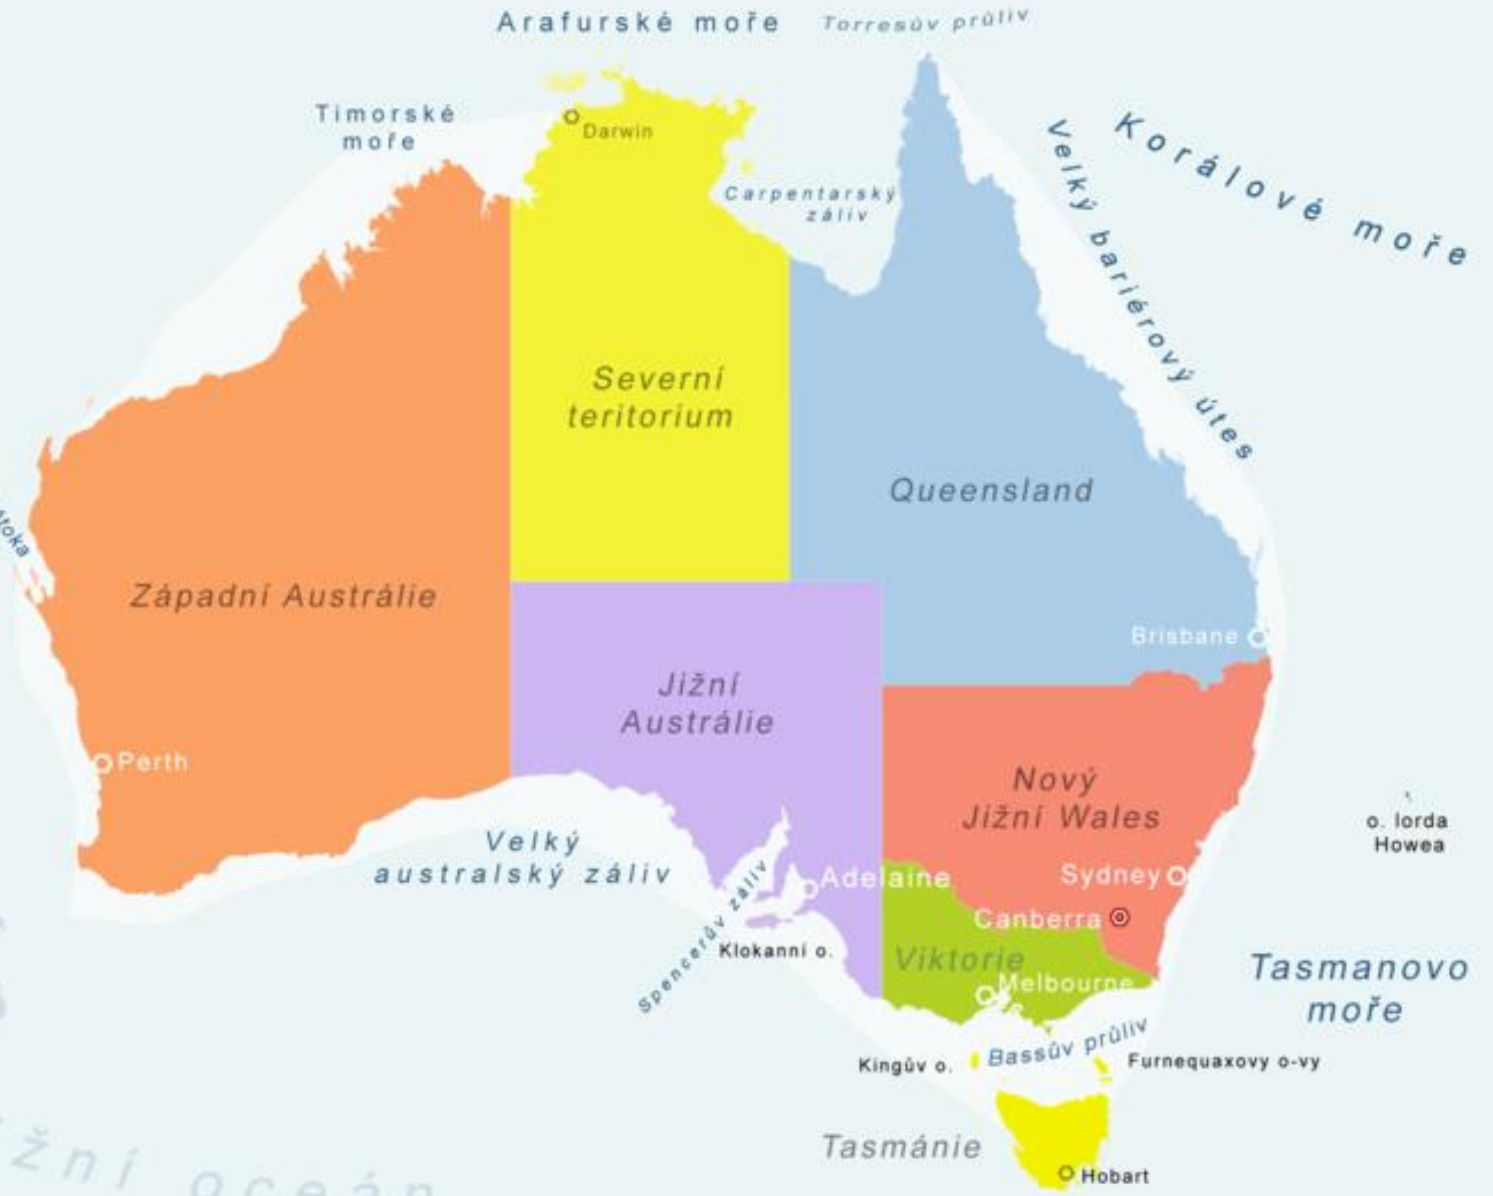 Arafurské moře
Torresův průliv
Timorské
moře
Darwin
Korálové moře
Velký bariérový útes
Carpentarský
záliv
Severní
teritorium
Queensland
Západní Austrálie
Brisbane
Jižní
Austrálie
Perth
Nový
Jižní Wales
o. lorda
Howea
Velký
australský záliv
Adelaine
Sydney
Canberra
Spencerův záliv
Klokanní o.
Viktorie
Melbourne
Tasmanovo
moře
Bassův průliv
Kingův o.
Furnequaxovy o-vy
Tasmánie
Hobart
oceán